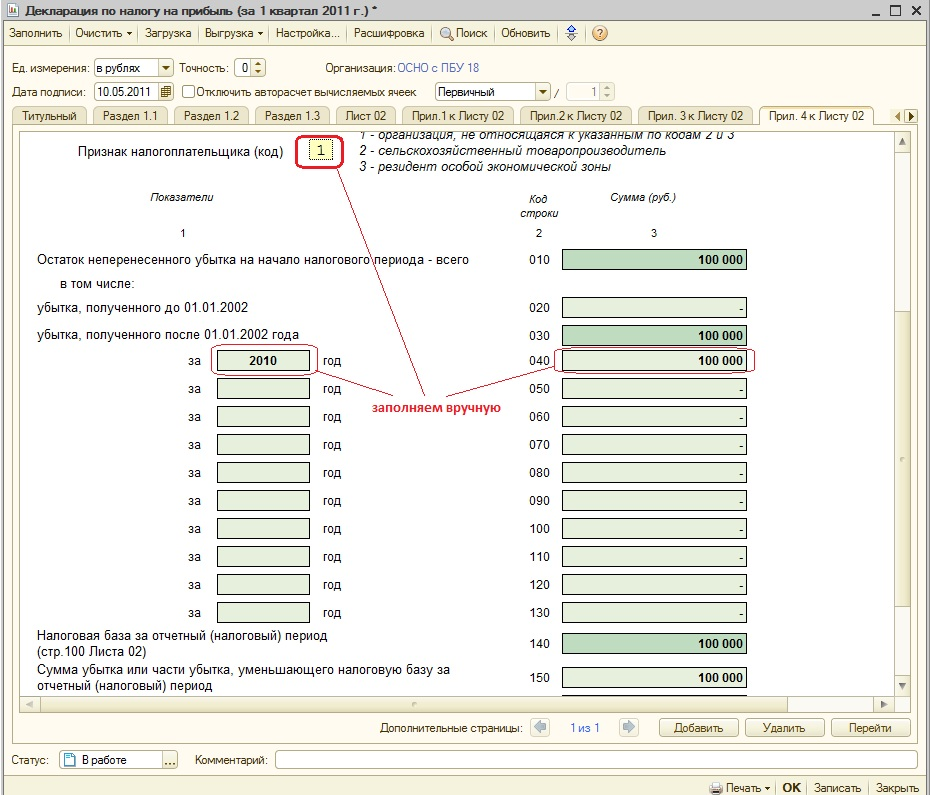 Декларация по налогу на прибыль (за 1 квартал 2011 г.) *
Заполнить Очистить Загрузка Выгрузка Настройка... Расшифровка Поиск Обновить ?
Ед. измерения: в рублях Точность: 0 Организация: ОСНО с ПБУ 18
Дата подписи: 10.05.2011 Отключить авторасчет вычисляемых ячеек Первичный / 1
Титульный Раздел 1.1 Раздел 1.2 Раздел 1.3 Лист 02 Прил.1 к Листу 02 Прил.2 к Листу 02 Прил. 3 к Листу 02 Прил. 4 к Листу 02
1 - организация, не относящаяся к указанным по кодам 2 и 3
Признак налогоплательщика (код) 1 2 - сельскохозяйственный товаропроизводитель
3 - резидент особой экономической зоны
Показатели Код строки Сумма (руб.)
1 2 3
Остаток неперенесенного убытка на начало налогового периода - всего 010 100 000
в том числе:
убытка, полученного до 01.01.2002 020 -
убытка, полученного после 01.01.2002 года 030 100 000
за 2010 год 040 100 000
за год 050 -
заполняем вручную
за год 060 -
за год 070 -
за год 080 -
за год 090 -
за год 100 -
за год 110 -
за год 120 -
за год 130 -
Налоговая база за отчетный (налоговый) период
(стр.100 Листа 02) 140 100 000
Сумма убытка или части убытка, уменьшающего налоговую базу за
отчетный (налоговый) период 150 100 000
Дополнительные страницы: 1 из 1 Добавить Удалить Перейти
Статус: В работе ... Комментарий:
Печать OK Записать Закрыть